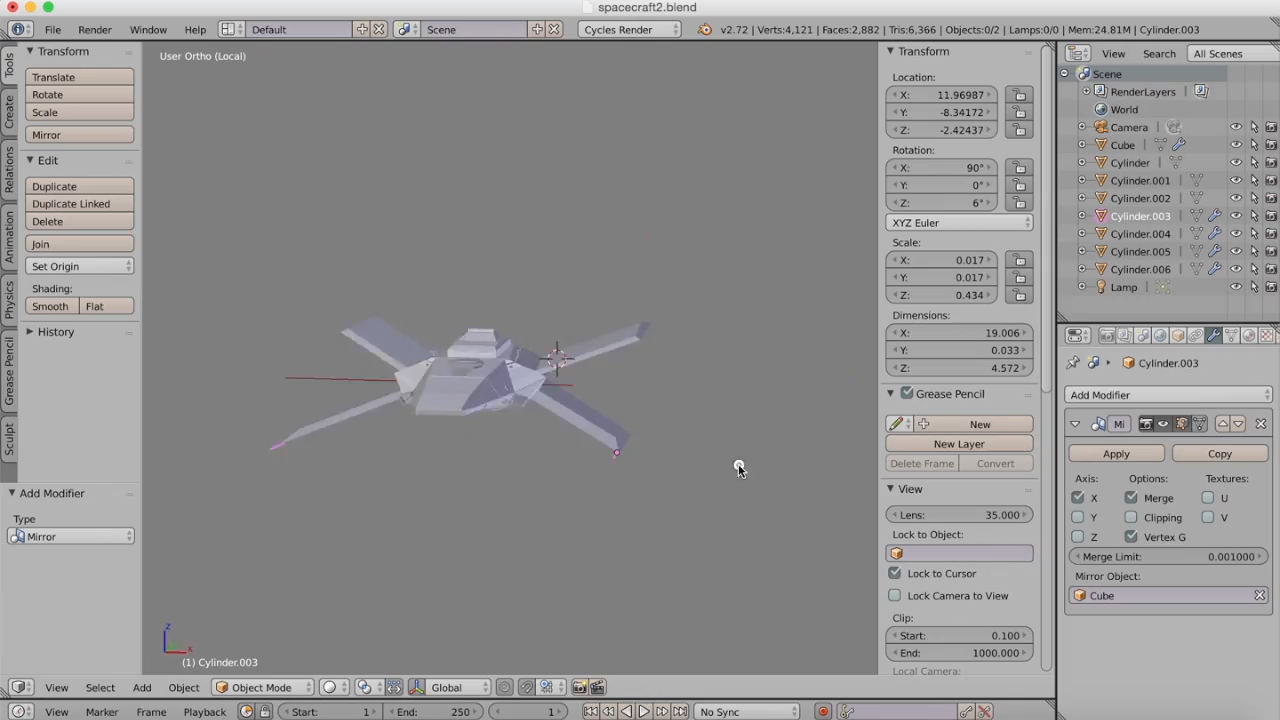 spacecraft2.blend
File Render Window Help Default Scene Cycles Render v2.72 | Verts:4,121 | Faces:2,882 | Tris:6,366 | Objects:0/2 | Lamps:0/0 | Mem:24.81M | Cylinder.003
Tools
Create
Relations
Animation
Physics
Grease Pencil
Sculpt
Transform
Translate
Rotate
Scale
Mirror
Edit
Duplicate
Duplicate Linked
Delete
Join
Set Origin
Shading:
Smooth Flat
History
Add Modifier
Type
Mirror
User Ortho (Local)
z
x
(1) Cylinder.003
Transform
Location:
X: 11.96987
Y: -8.34172
Z: -2.42437
Rotation:
X: 90°
Y: 0°
Z: 6°
XYZ Euler
Scale:
X: 0.017
Y: 0.017
Z: 0.434
Dimensions:
X: 19.006
Y: 0.033
Z: 4.572
Grease Pencil
New
New Layer
Delete Frame Convert
View
Lens: 35.000
Lock to Object:
Lock to Cursor
Lock Camera to View
Clip:
Start: 0.100
End: 1000.000
Local Camera:
View Search All Scenes
Scene
RenderLayers
World
Camera
Cube
Cylinder
Cylinder.001
Cylinder.002
Cylinder.003
Cylinder.004
Cylinder.005
Cylinder.006
Lamp
Cylinder.003
Add Modifier
Mi
Apply Copy
Axis: Options: Textures:
X Merge U
Y Clipping V
Z Vertex G
Merge Limit: 0.001000
Mirror Object:
Cube
View Select Add Object Object Mode Global
View Marker Frame Playback Start: 1 End: 250 1 No Sync